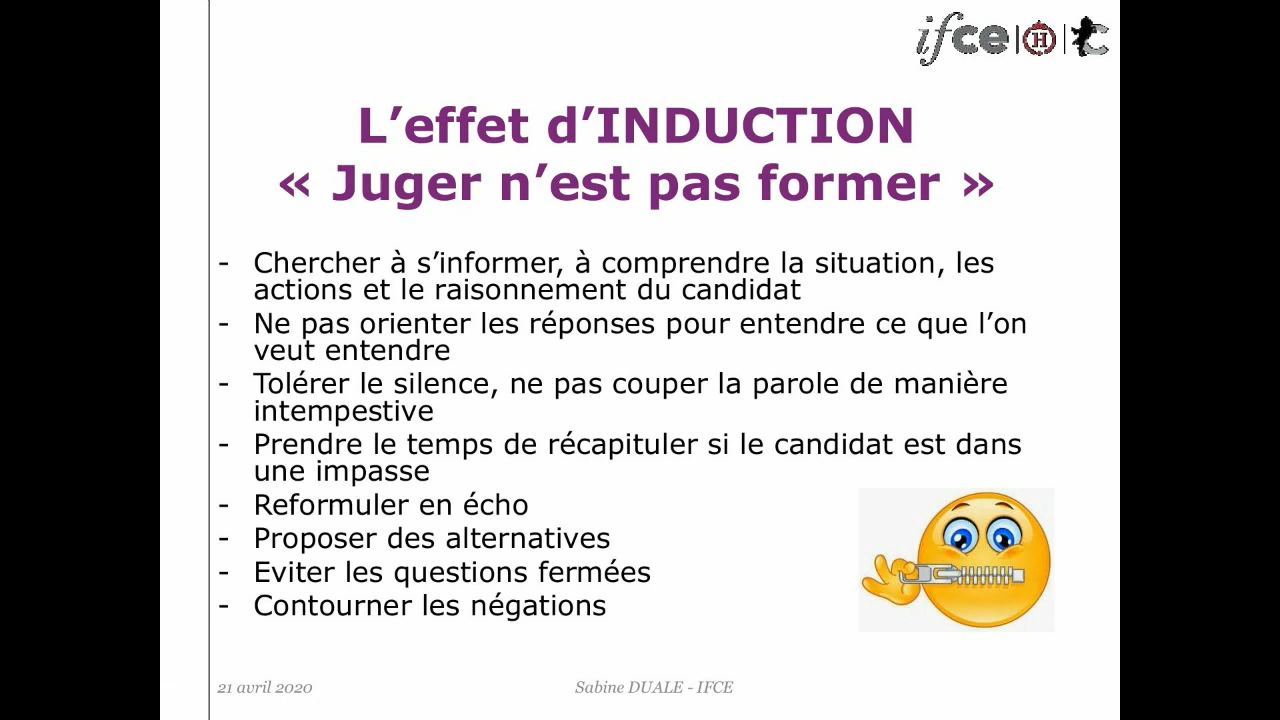 ifce | H | C
L’effet d’INDUCTION
« Juger n’est pas former »
- Chercher à s’informer, à comprendre la situation, les
actions et le raisonnement du candidat
- Ne pas orienter les réponses pour entendre ce que l’on
veut entendre
- Tolérer le silence, ne pas couper la parole de manière
intempestive
- Prendre le temps de récapituler si le candidat est dans
une impasse
- Reformuler en écho
- Proposer des alternatives
- Eviter les questions fermées
- Contourner les négations
21 avril 2020
Sabine DUALE - IFCE